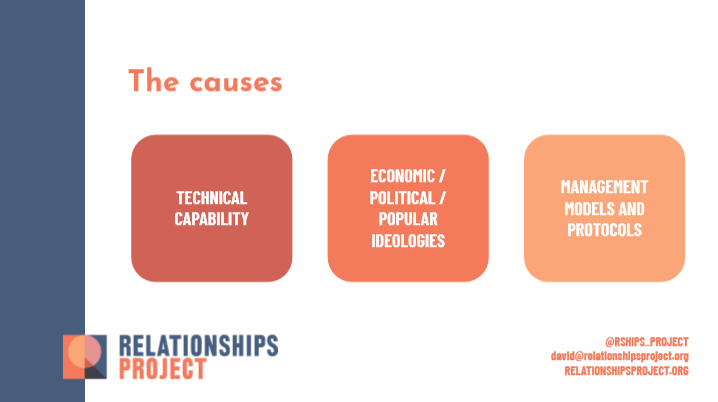 The causes
TECHNICAL
CAPABILITY
ECONOMIC /
POLITICAL /
POPULAR
IDEOLOGIES
MANAGEMENT
MODELS AND
PROTOCOLS
RELATIONSHIPS
PROJECT
@RSHIPS_PROJECT
david@relationshipsproject.org
RELATIONSHIPSPROJECT.ORG